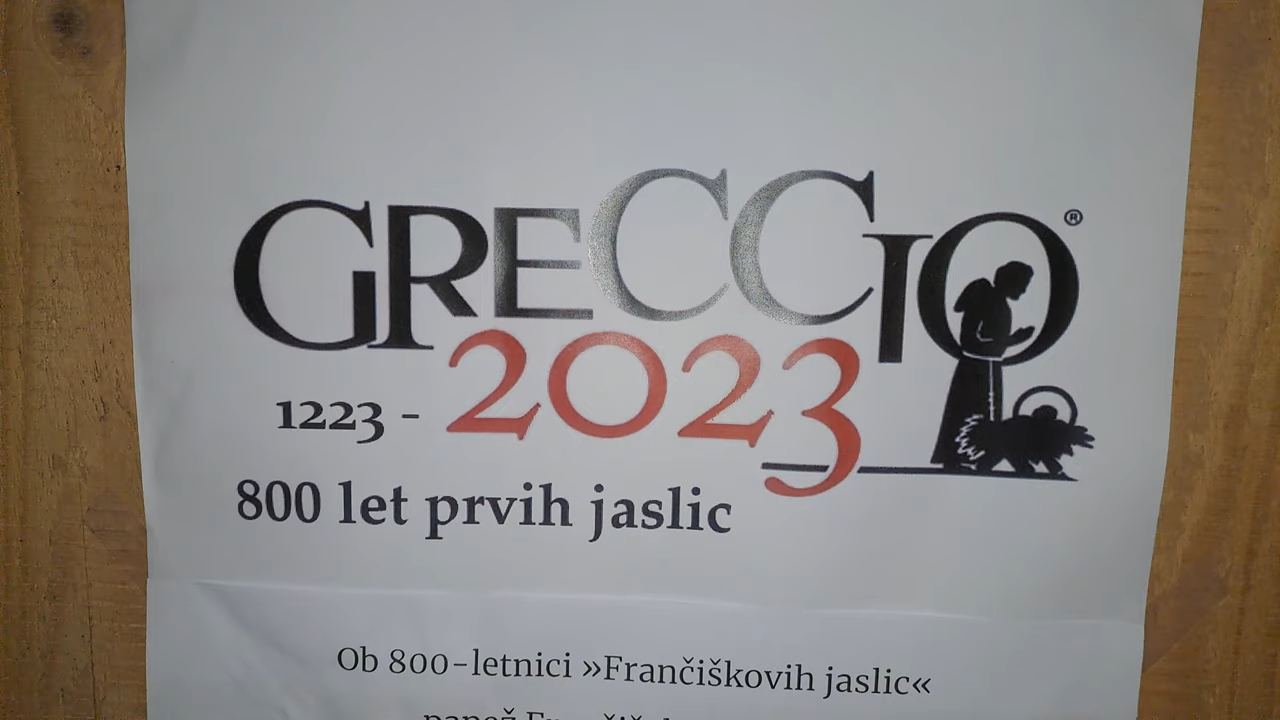 GRECCIO®
1223 - 2023
800 let prvih jaslic
Ob 800-letnici »Frančiškovih jaslic«